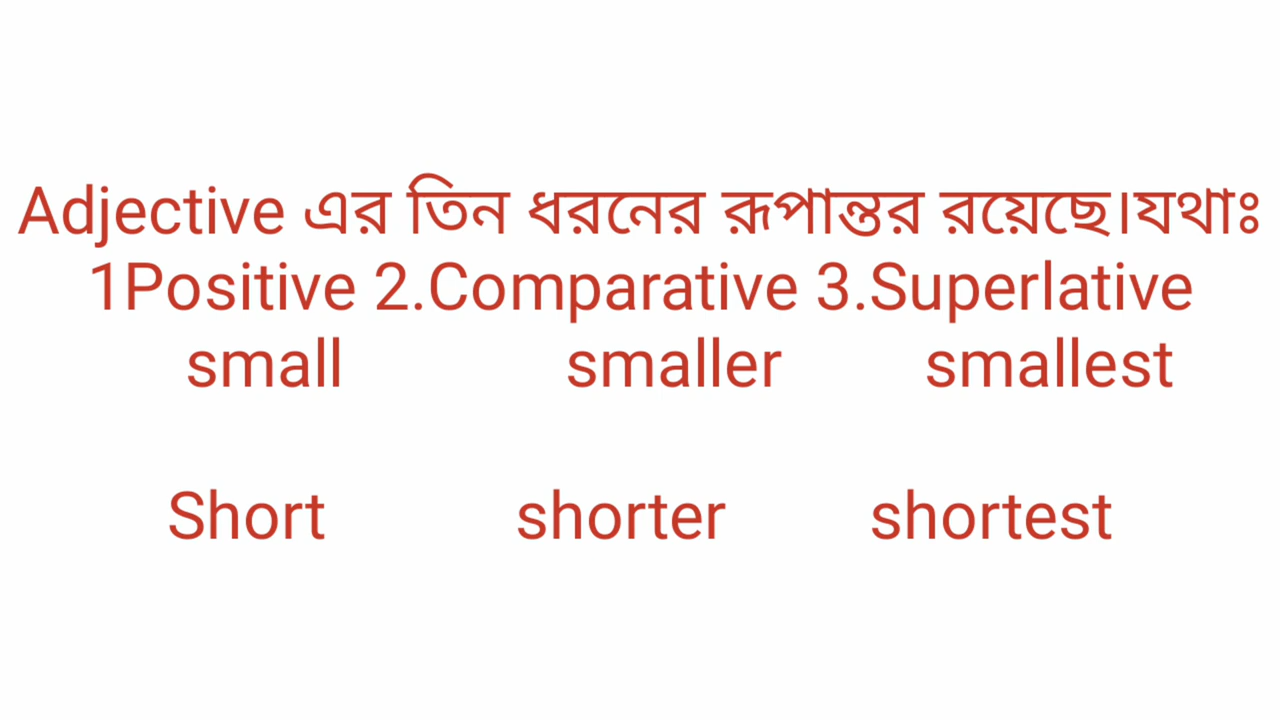 Adjective এর তিন ধরনের রূপান্তর রয়েছে।যথাঃ
1Positive 2.Comparative 3.Superlative
small smaller smallest
Short shorter shortest